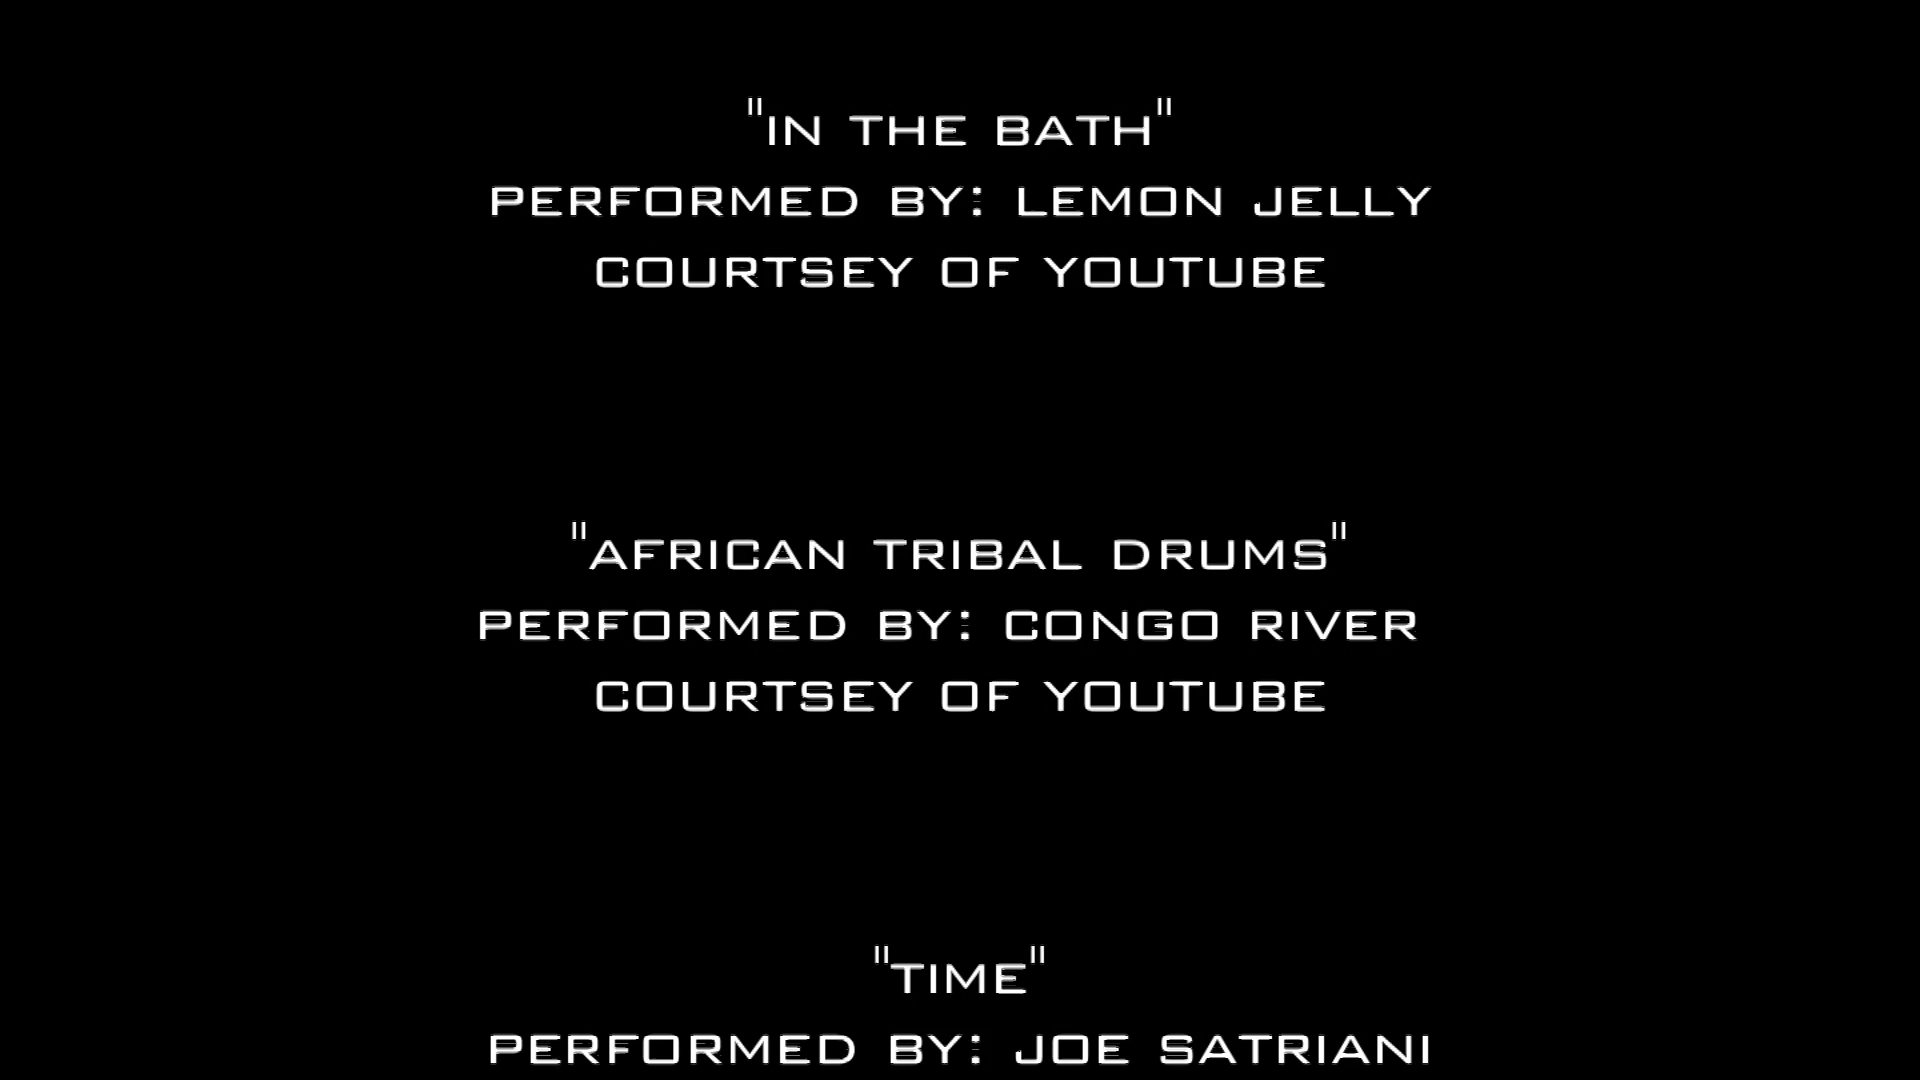 "IN THE BATH"
PERFORMED BY: LEMON JELLY
COURTSEY OF YOUTUBE
"AFRICAN TRIBAL DRUMS"
PERFORMED BY: CONGO RIVER
COURTSEY OF YOUTUBE
"TIME"
PERFORMED BY: JOE SATRIANI